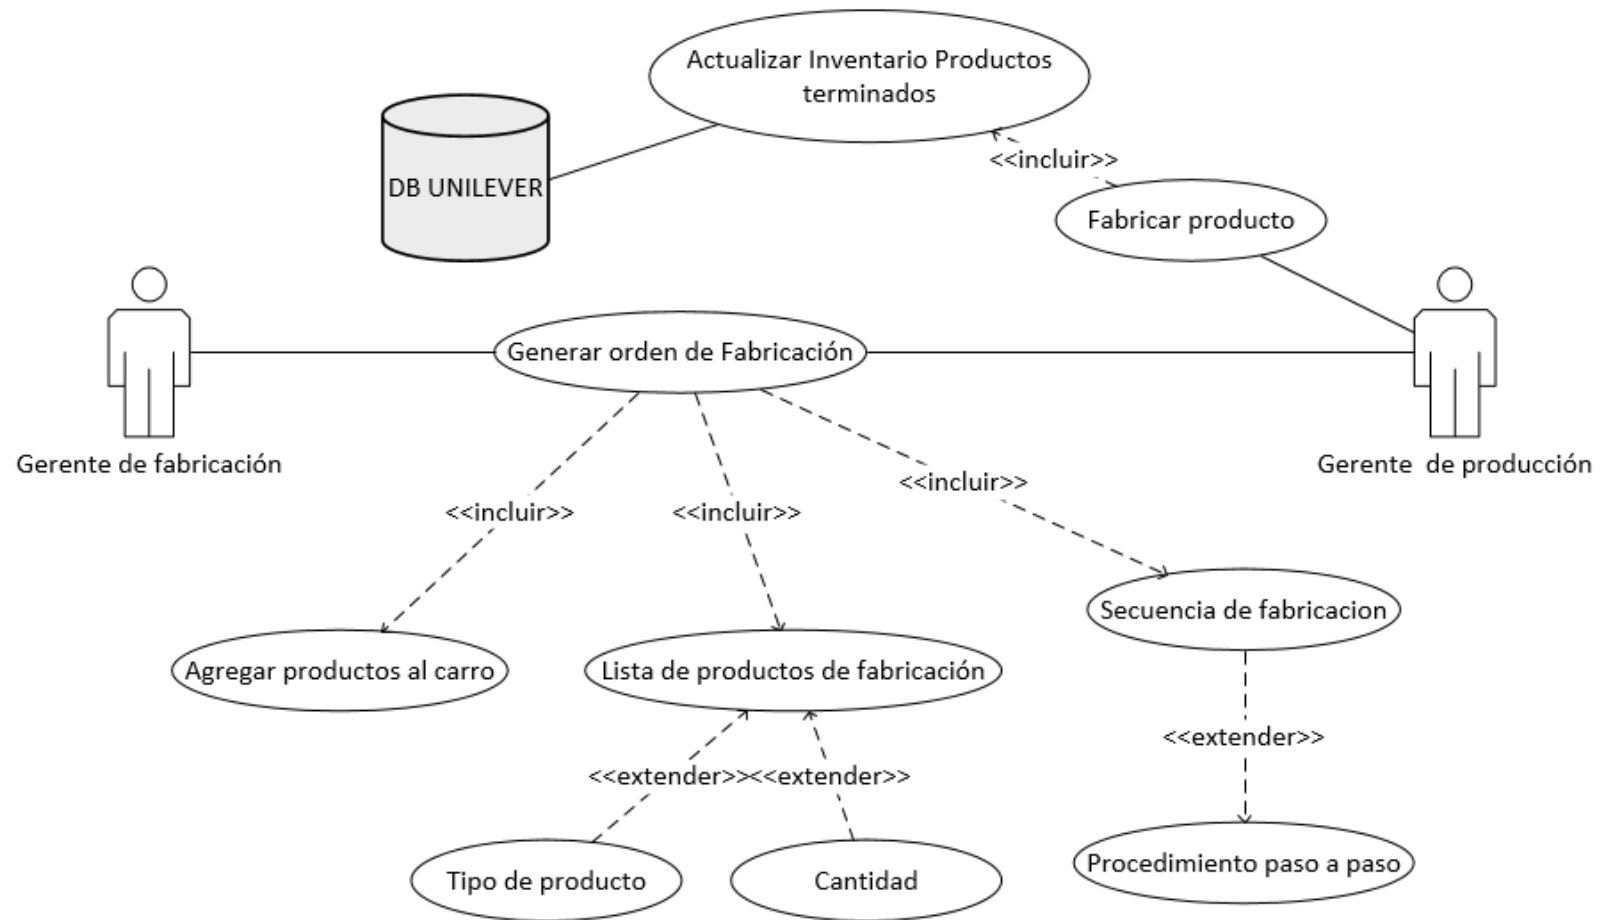 Actualizar Inventario Productos
terminados
<<incluir>>
DB UNILEVER
Fabricar producto
Generar orden de Fabricación
Gerente de fabricación
Gerente  de producción
<<incluir>>
<<incluir>>
<<incluir>>
Secuencia de fabricacion
Agregar productos al carro
Lista de productos de fabricación
<<extender>>
<<extender>>
<<extender>>
Tipo de producto
Cantidad
Procedimiento paso a paso